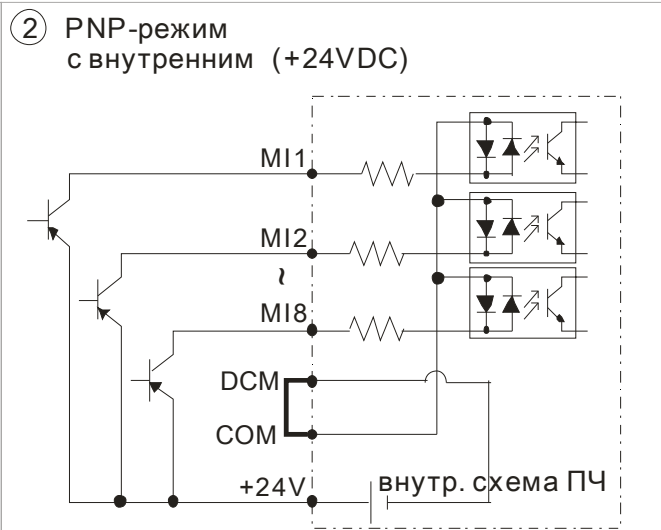 2 PNP-режим
с внутренним (+24VDC)
MI1
MI2
~
MI8
DCM
COM
+24V
внутр. схема ПЧ